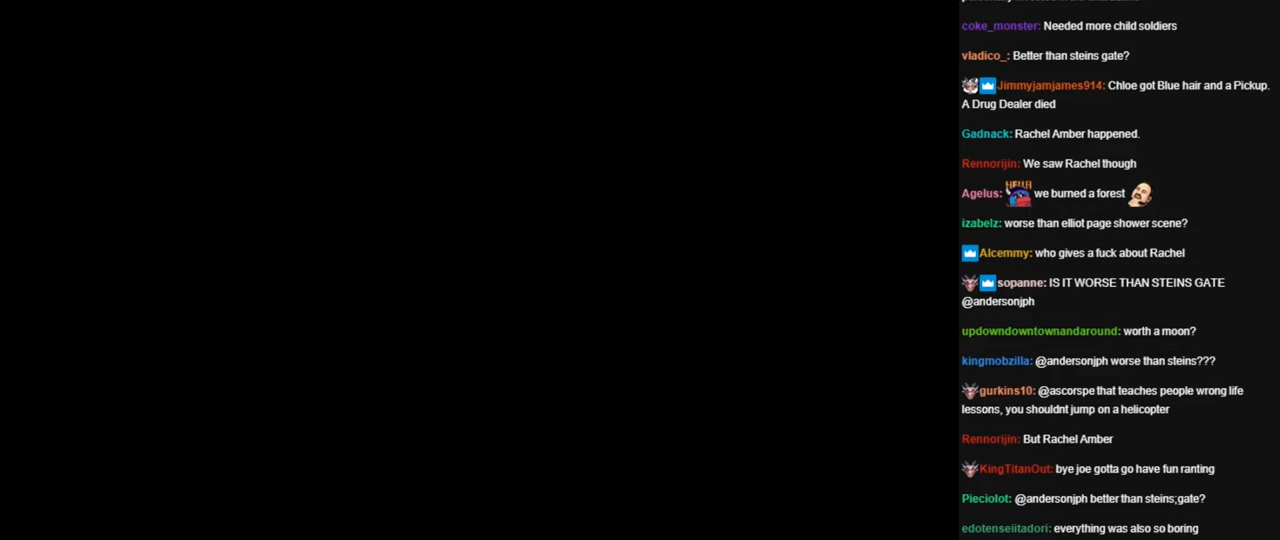 coke_monster: Needed more child soldiers
vladico_: Better than steins gate?
Jimmyjamjames914: Chloe got Blue hair and a Pickup.
A Drug Dealer died
Gadnack: Rachel Amber happened.
Rennorijin: We saw Rachel though
Agelus: HELLA we burned a forest
izabelz: worse than elliot page shower scene?
Alcemmy: who gives a fuck about Rachel
sopanne: IS IT WORSE THAN STEINS GATE
@andersonjph
updowndowntownandaround: worth a moon?
kingmobzilla: @andersonjph worse than steins???
gurkins10: @ascorspe that teaches people wrong life
lessons, you shouldnt jump on a helicopter
Rennorijin: But Rachel Amber
KingTitanOut: bye joe gotta go have fun ranting
Pieciolot: @andersonjph better than steins;gate?
edotenseiitadori: everything was also so boring